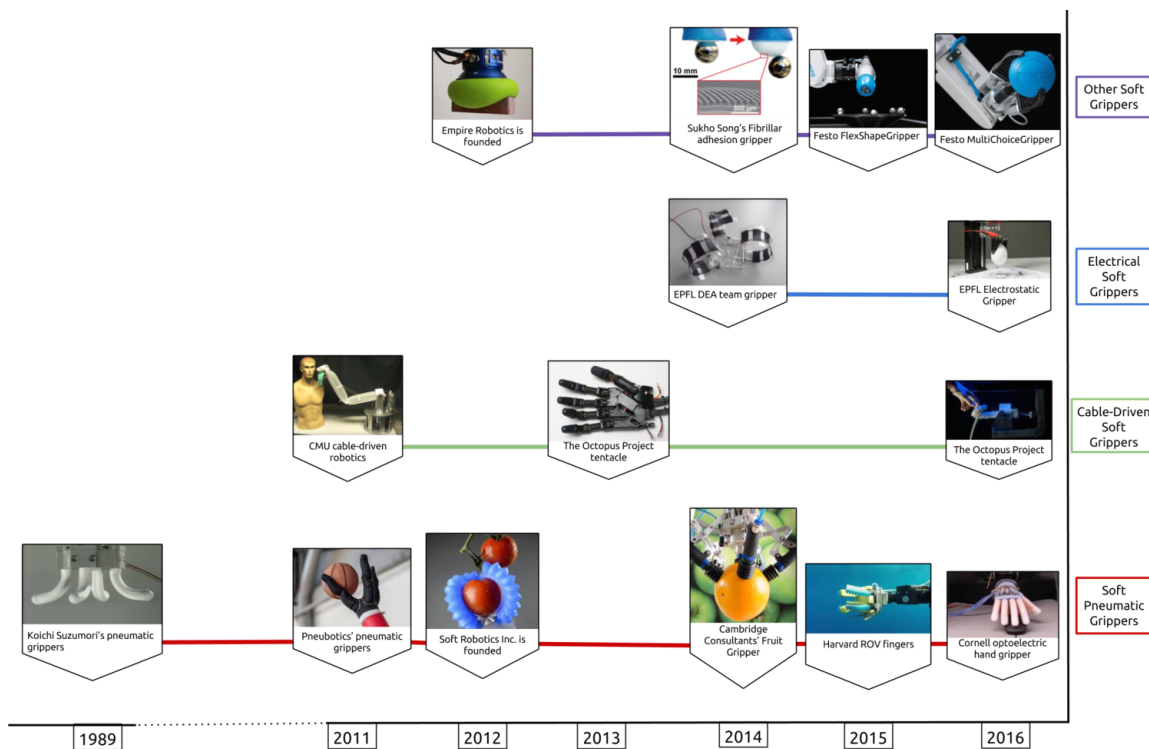 10 mm
500 μm
Empire Robotics is
founded
Sukho Song's Fibrillar
adhesion gripper
Festo FlexShapeGripper
Festo MultiChoiceGripper
Other Soft
Grippers
EPFL DEA team gripper
EPFL Electrostatic
Gripper
Electrical
Soft
Grippers
CMU cable-driven
robotics
The Octopus Project
tentacle
The Octopus Project
tentacle
Cable-Driven
Soft
Grippers
Koichi Suzumori's pneumatic
grippers
Pneubotics' pneumatic
grippers
Soft Robotics Inc. is
founded
Cambridge
Consultants' Fruit
Gripper
Harvard ROV fingers
Cornell optoelectric
hand gripper
Soft
Pneumatic
Grippers
1989
2011
2012
2013
2014
2015
2016